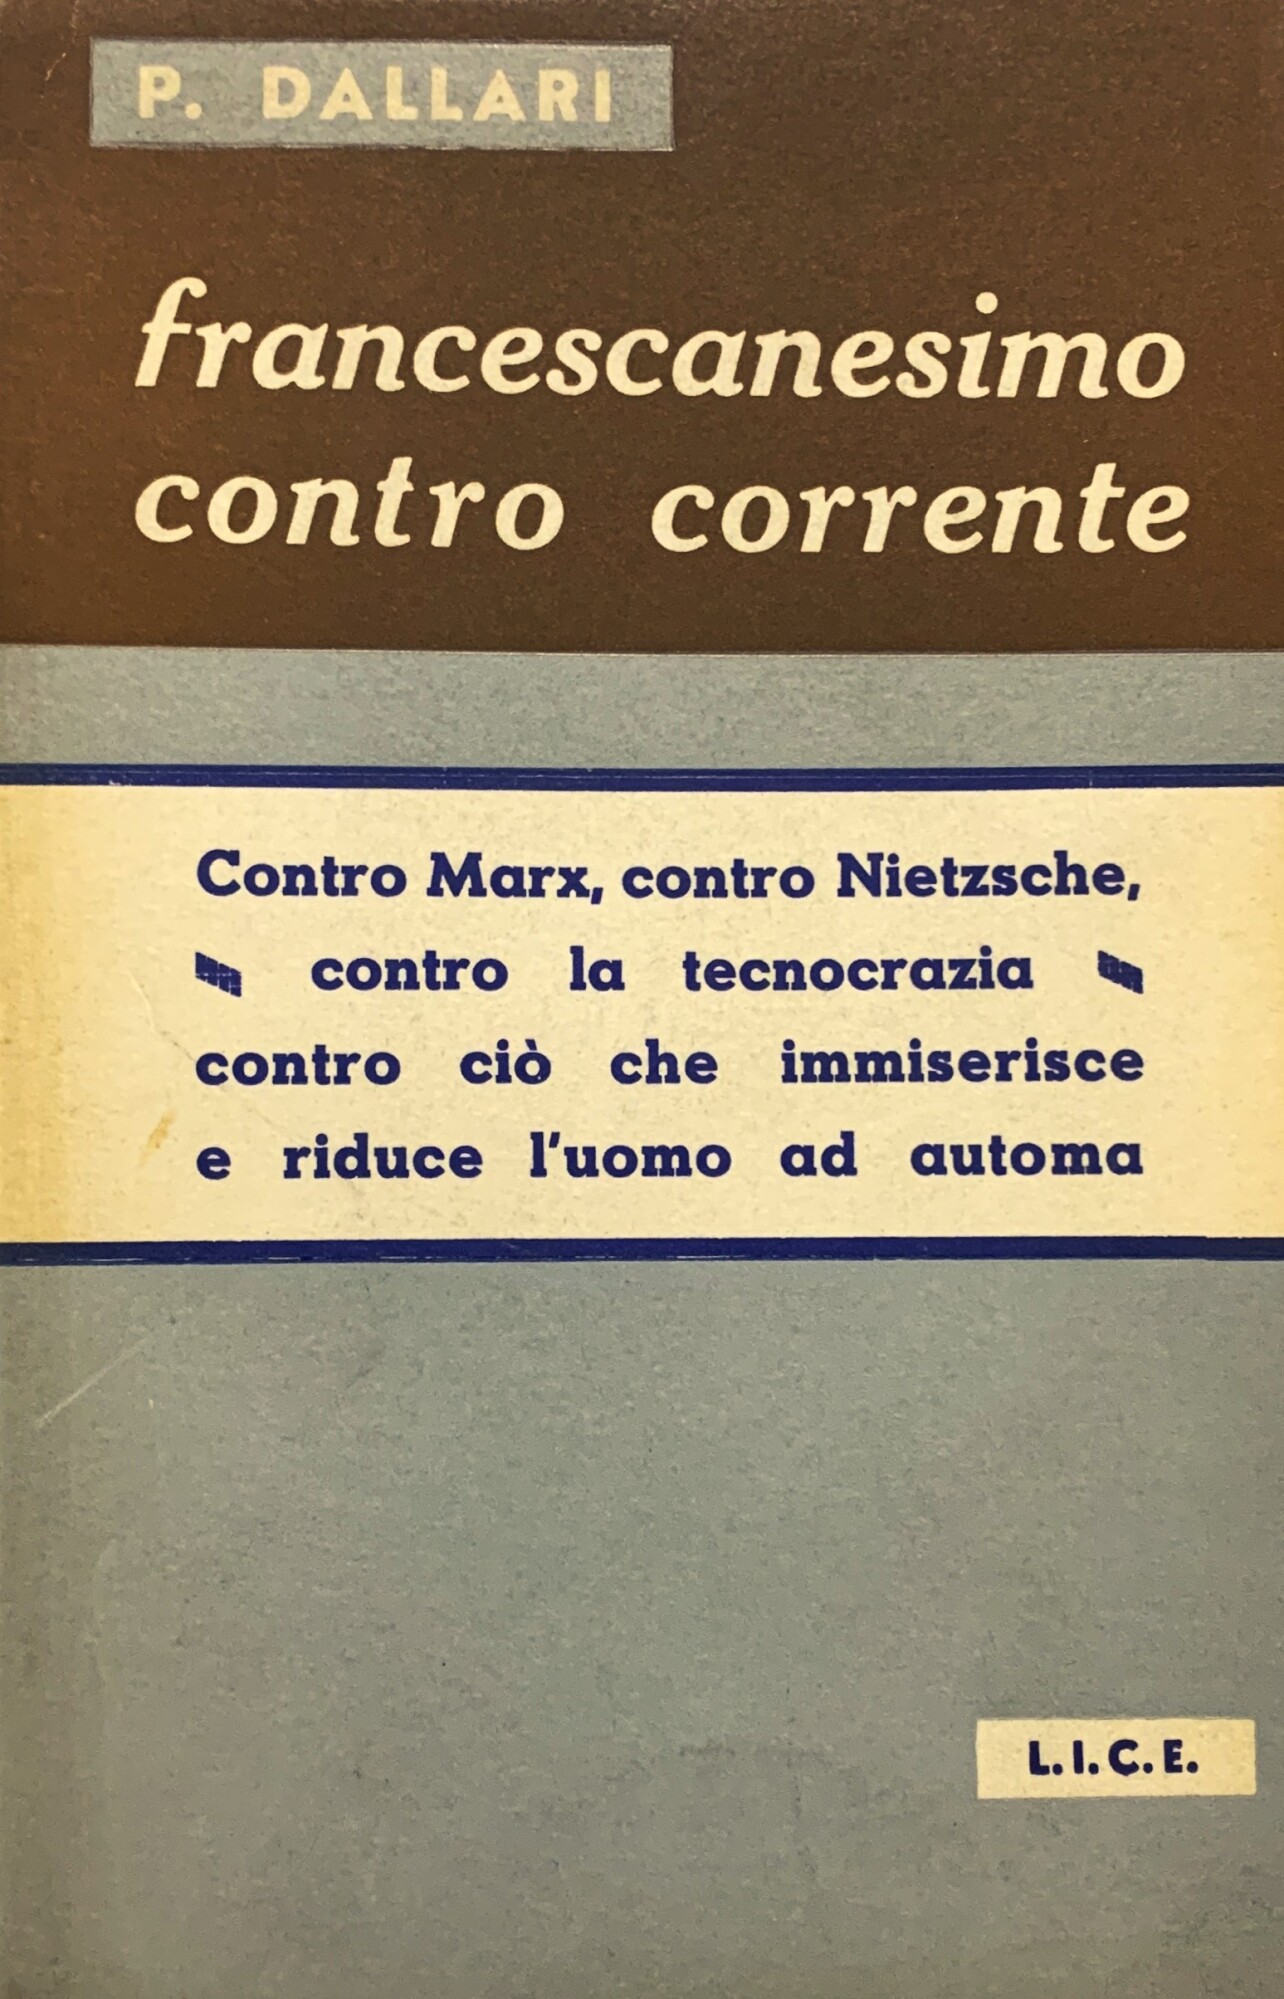 P. DALLARI
francescanesimo
contro corrente
Contro Marx, contro Nietzsche,
contro la tecnocrazia
contro ciò che immiserisce
e riduce l'uomo ad automa
L.I.C.E.